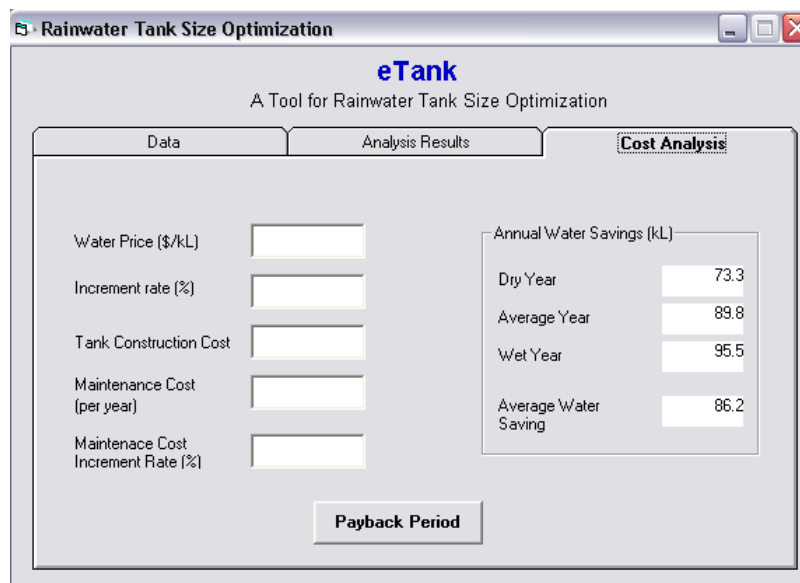 Rainwater Tank Size Optimization
eTank
A Tool for Rainwater Tank Size Optimization
Data
Analysis Results
Cost Analysis
Water Price ($/kL)
Increment rate (%)
Tank Construction Cost
Maintenance Cost
(per year)
Maintenace Cost
Increment Rate (%)
Annual Water Savings (kL)
Dry Year 73.3
Average Year 89.8
Wet Year 95.5
Average Water 86.2
Saving
Payback Period